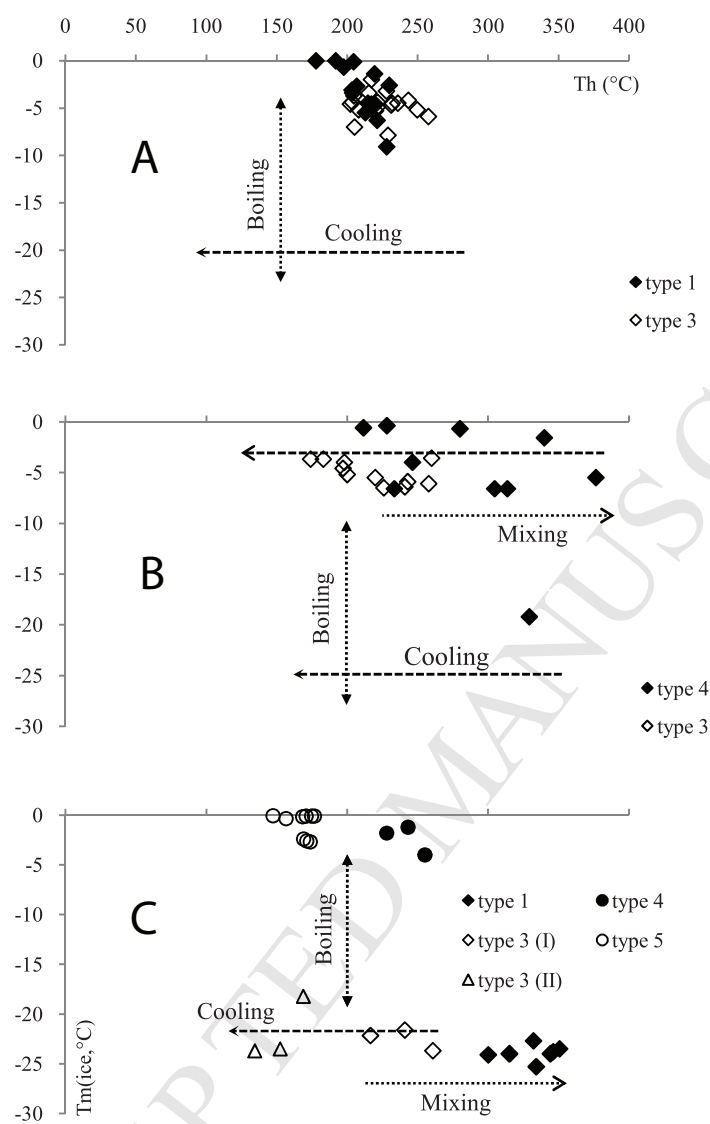 0 50 100 150 200 250 300 350 400
0
Th (°C)
-5
-10
A
Boiling
-15
Cooling
-20
-25
type 1
type 3
-30
0
-5
-10
Mixing
B
Boiling
-15
-20
Cooling
-25
type 4
type 3
-30
0
-5
type 1
type 4
C
Boiling
-10
type 3 (I)
type 5
-15
type 3 (II)
Cooling
-20
-25
Tm(ice,°C)
Mixing
-30
PTED MANUSC